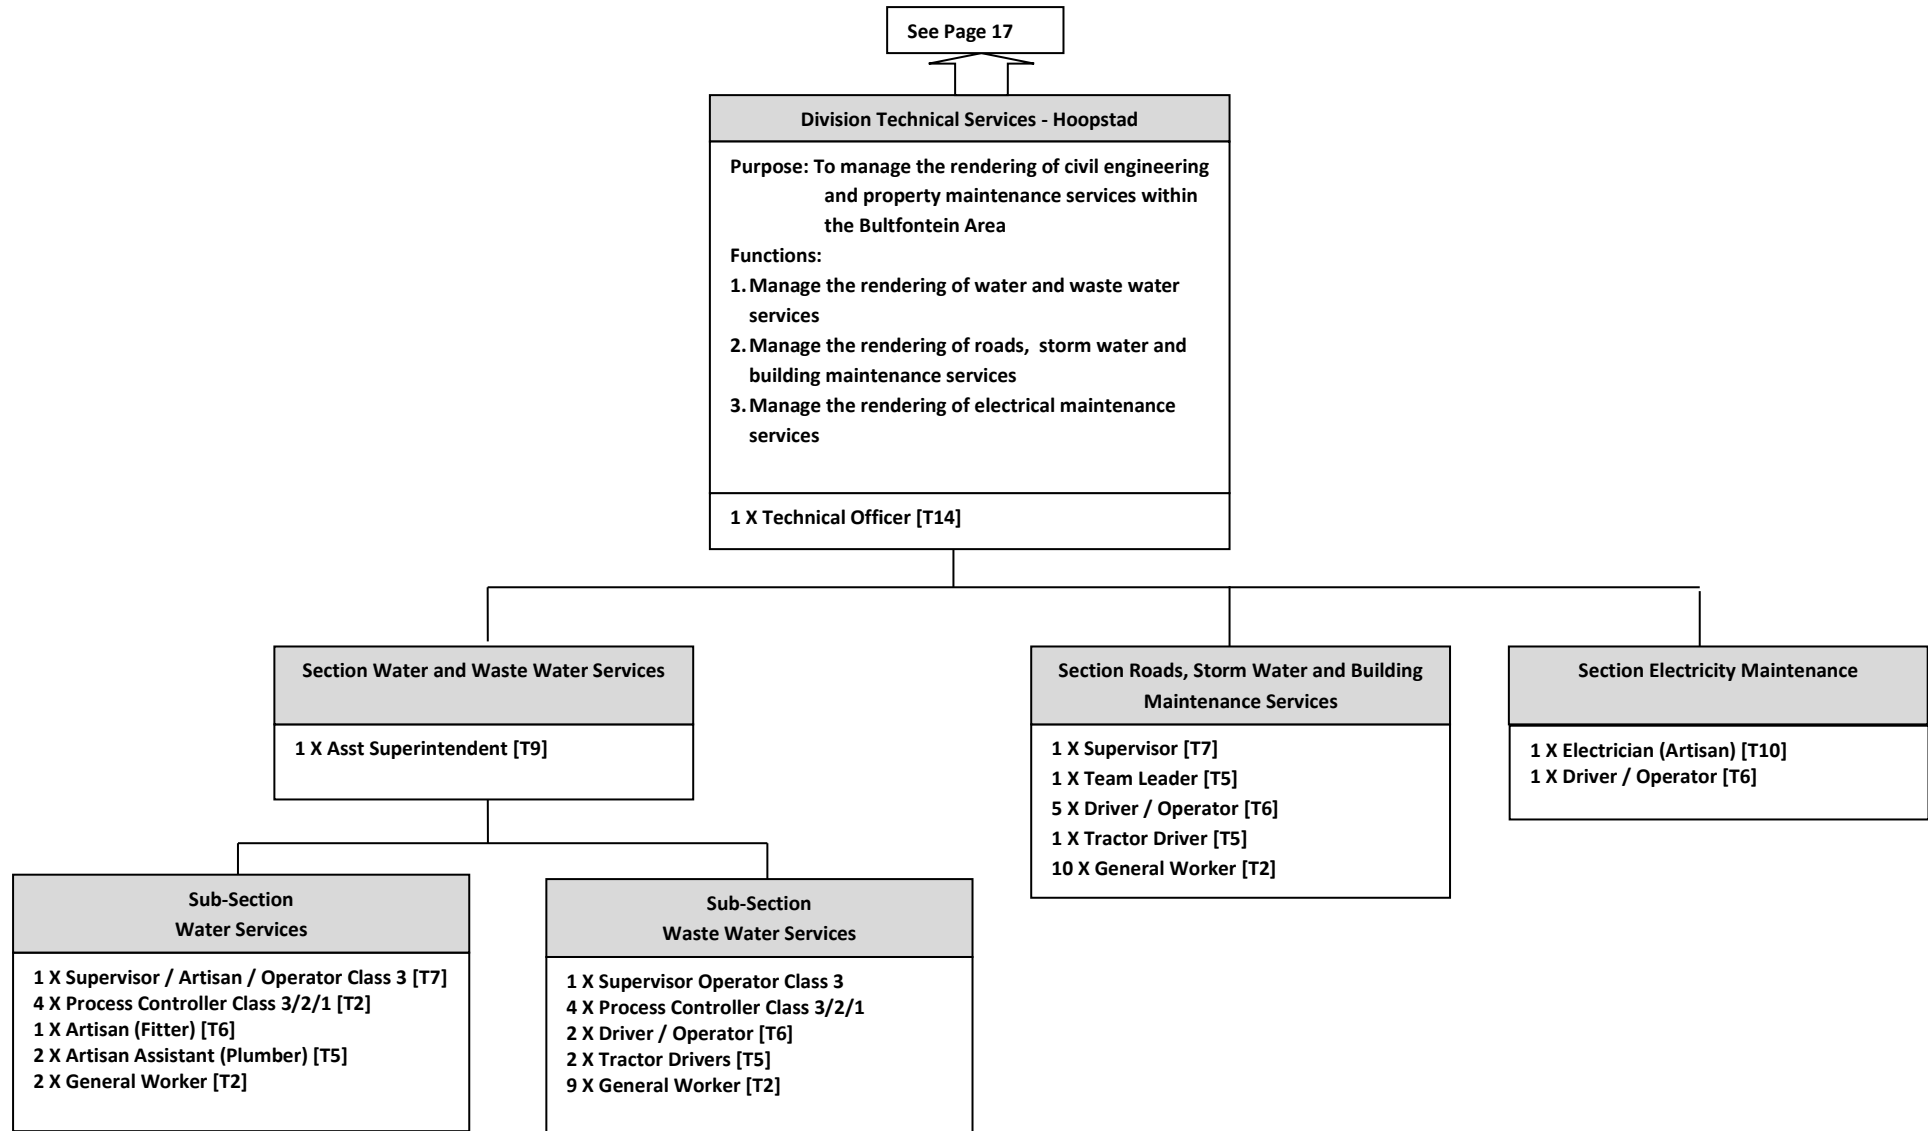 See Page 17
Division Technical Services - Hoopstad
Purpose: To manage the rendering of civil engineering
and property maintenance services within
the Bultfontein Area
Functions:
1. Manage the rendering of water and waste water
services
2. Manage the rendering of roads, storm water and
building maintenance services
3. Manage the rendering of electrical maintenance
services
1 X Technical Officer [T14]
Section Water and Waste Water Services
1 X Asst Superintendent [T9]
Section Roads, Storm Water and Building
Maintenance Services
1 X Supervisor [T7]
1 X Team Leader [T5]
5 X Driver / Operator [T6]
1 X Tractor Driver [T5]
10 X General Worker [T2]
Section Electricity Maintenance
1 X Electrician (Artisan) [T10]
1 X Driver / Operator [T6]
Sub-Section
Water Services
1 X Supervisor / Artisan / Operator Class 3 [T7]
4 X Process Controller Class 3/2/1 [T2]
1 X Artisan (Fitter) [T6]
2 X Artisan Assistant (Plumber) [T5]
2 X General Worker [T2]
Sub-Section
Waste Water Services
1 X Supervisor Operator Class 3
4 X Process Controller Class 3/2/1
2 X Driver / Operator [T6]
2 X Tractor Drivers [T5]
9 X General Worker [T2]